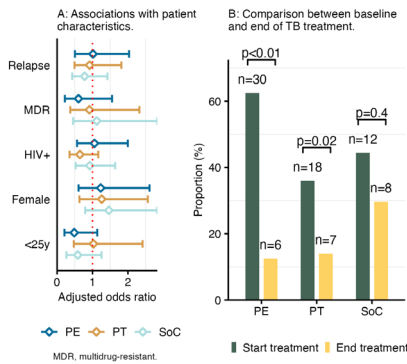 A: Associations with patient
characteristics.
Relapse
MDR
HIV+
Female
<25y
0
1
2
Adjusted odds ratio
PE
PT
SoC
MDR, multidrug-resistant.
B: Comparison between baseline
and end of TB treatment.
Proportion (%)
60
40
20
0
p<0.01
n=30
n=6
p=0.02
n=18
n=7
p=0.4
n=12
n=8
PE
PT
SoC
Start treatment
End treatment